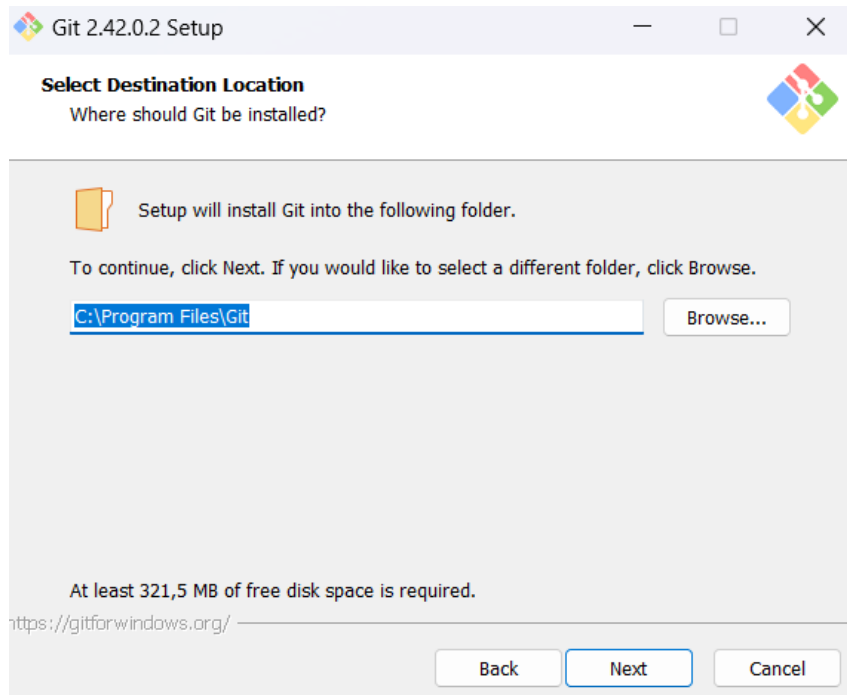 Git 2.42.0.2 Setup
Select Destination Location
Where should Git be installed?
Setup will install Git into the following folder.
To continue, click Next. If you would like to select a different folder, click Browse.
C:\Program Files\Git
Browse...
At least 321,5 MB of free disk space is required.
https://gitforwindows.org/
Back Next Cancel